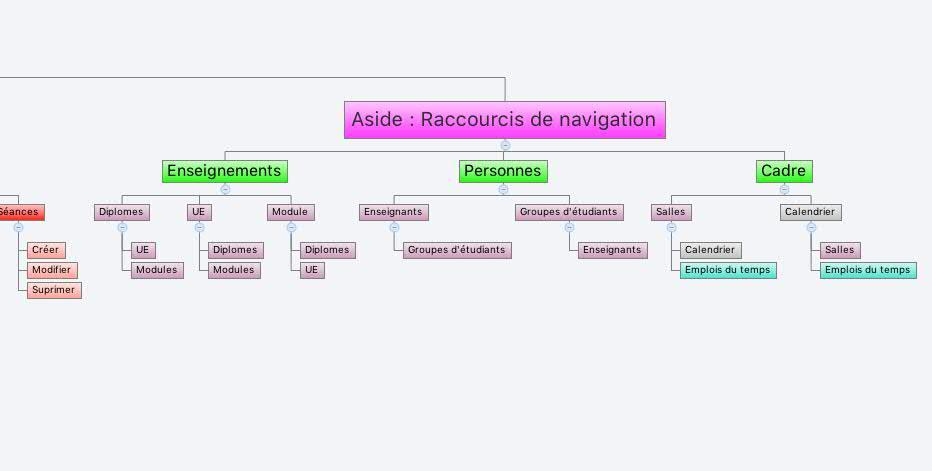 Aside : Raccourcis de navigation
Enseignements
Personnes
Cadre
Séances
Diplomes
UE
Module
Enseignants
Groupes d'étudiants
Salles
Calendrier
Créer
UE
Diplomes
Diplomes
Groupes d'étudiants
Enseignants
Calendrier
Salles
Modifier
Modules
Modules
UE
Emplois du temps
Emplois du temps
Suprimer